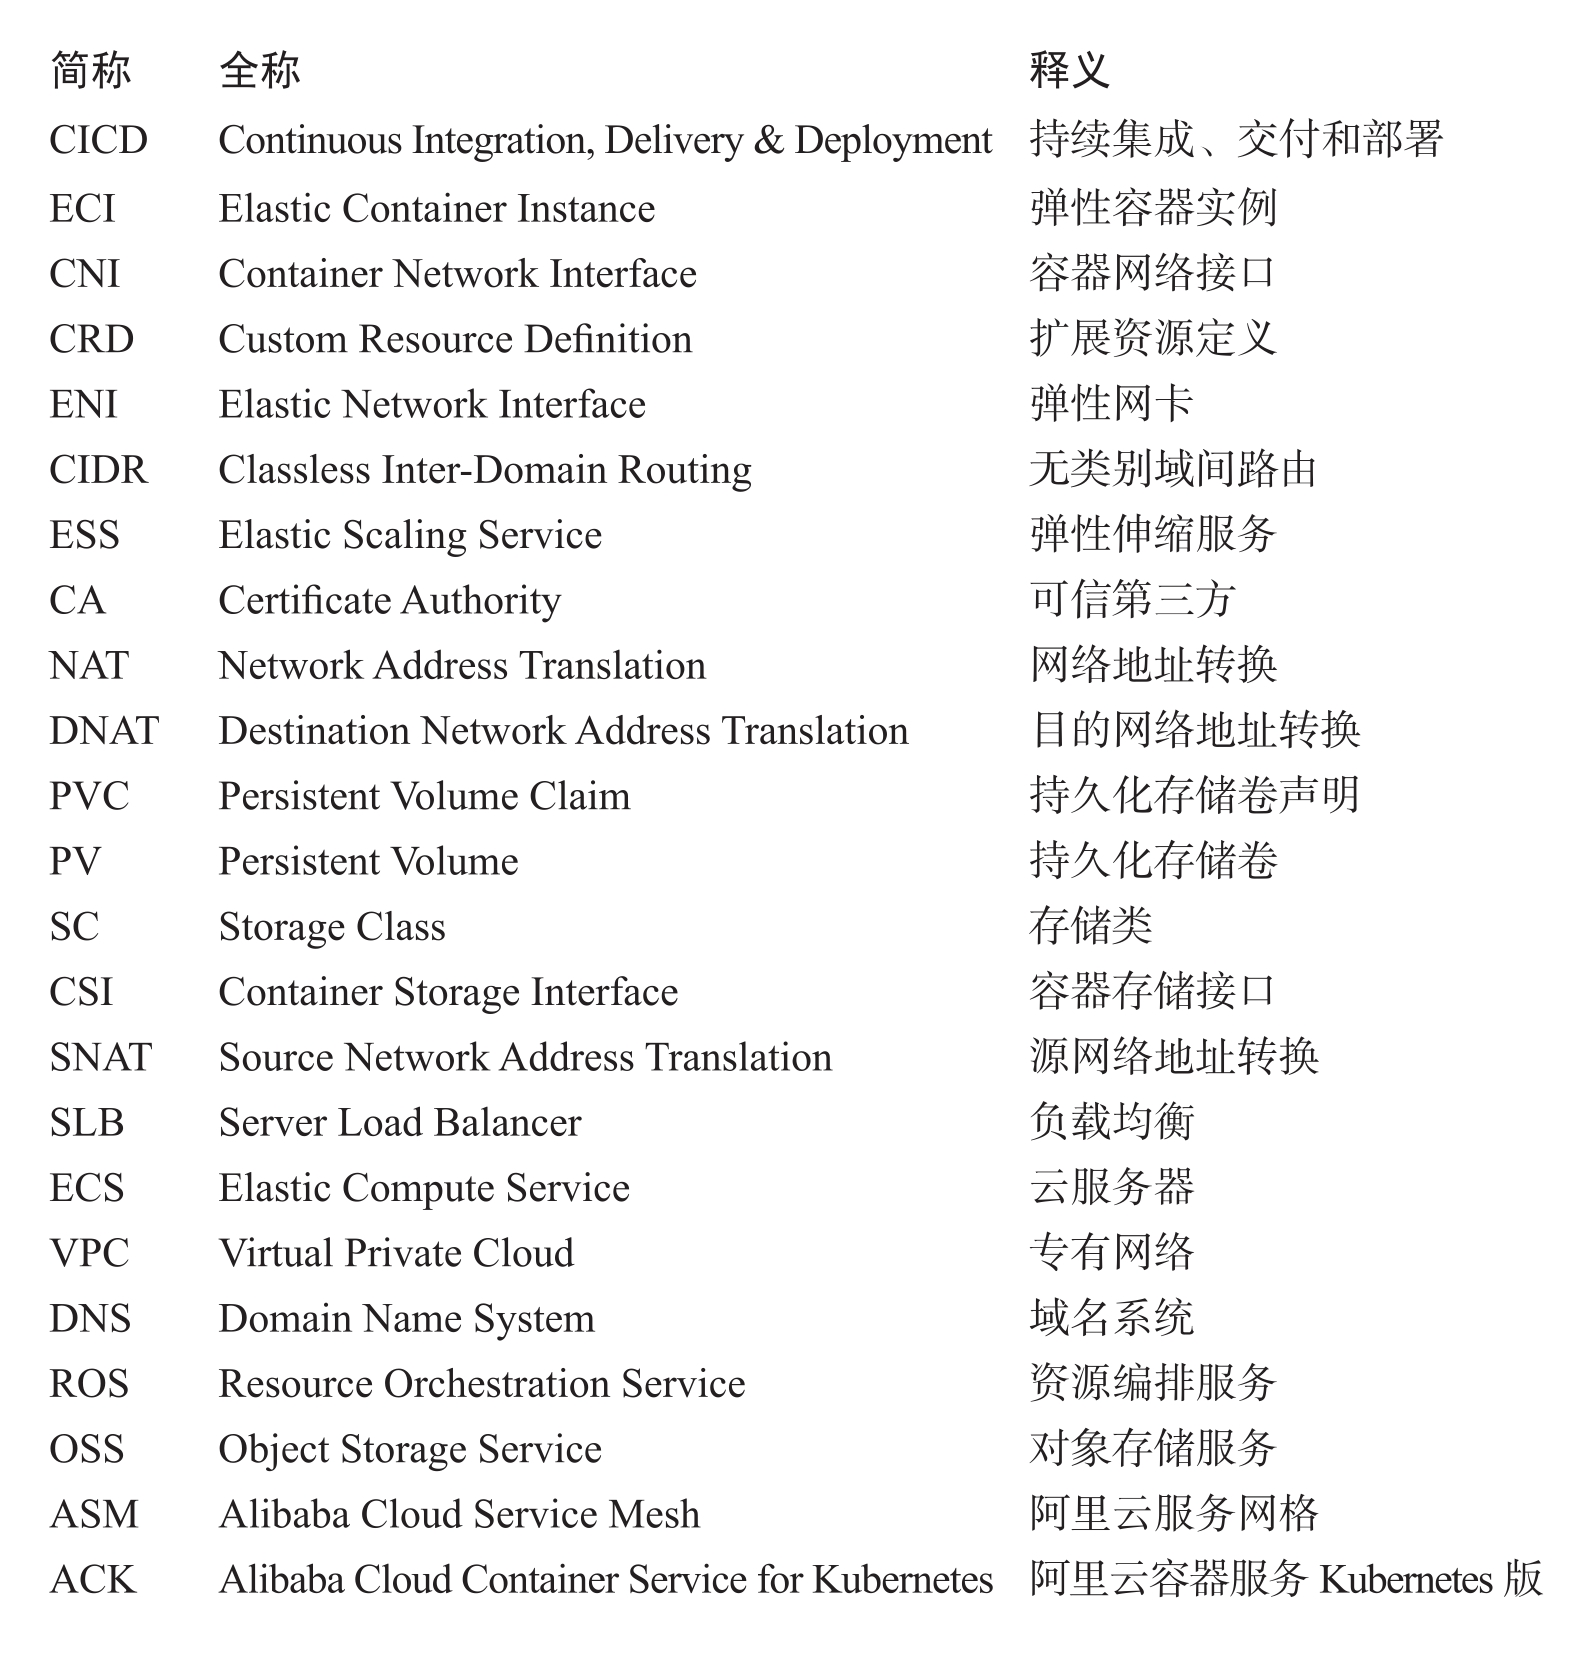 简称 全称 释义
CICD Continuous Integration, Delivery & Deployment 持续集成、交付和部署
ECI Elastic Container Instance 弹性容器实例
CNI Container Network Interface 容器网络接口
CRD Custom Resource Definition 扩展资源定义
ENI Elastic Network Interface 弹性网卡
CIDR Classless Inter-Domain Routing 无类别域间路由
ESS Elastic Scaling Service 弹性伸缩服务
CA Certificate Authority 可信第三方
NAT Network Address Translation 网络地址转换
DNAT Destination Network Address Translation 目的网络地址转换
PVC Persistent Volume Claim 持久化存储卷声明
PV Persistent Volume 持久化存储卷
SC Storage Class 存储类
CSI Container Storage Interface 容器存储接口
SNAT Source Network Address Translation 源网络地址转换
SLB Server Load Balancer 负载均衡
ECS Elastic Compute Service 云服务器
VPC Virtual Private Cloud 专有网络
DNS Domain Name System 域名系统
ROS Resource Orchestration Service 资源编排服务
OSS Object Storage Service 对象存储服务
ASM Alibaba Cloud Service Mesh 阿里云服务网格
ACK Alibaba Cloud Container Service for Kubernetes 阿里云容器服务 Kubernetes 版